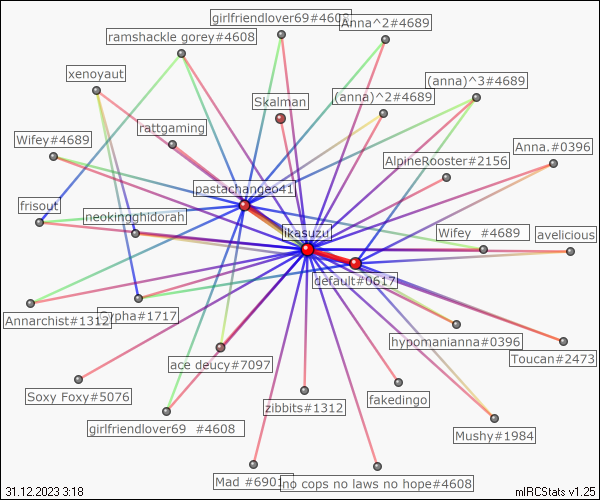 girlfriendlover69#4608
Anna^2#4689
ramshackle gorey#4608
xenoyaut
(anna)^3#4689
(anna)^2#4689
Skalman
rattgaming
Wifey#4689
Anna.#0396
AlpineRooster#2156
pastachangeo41
frisout
neokingghidorah
likasuzu
Wifey #4689
avelicious
default#0617
Annarchist#1312
Cypha#1717
hypomanianna#0396
Toucan#2473
ace deucy#7097
Soxy Foxy#5076
fakedingo
zibbits#1312
girlfriendlover69 #4608
Mushy#1984
Mad #6901
no cops no laws no hope#4608
31.12.2023 3:18
mIRCStats v1.25